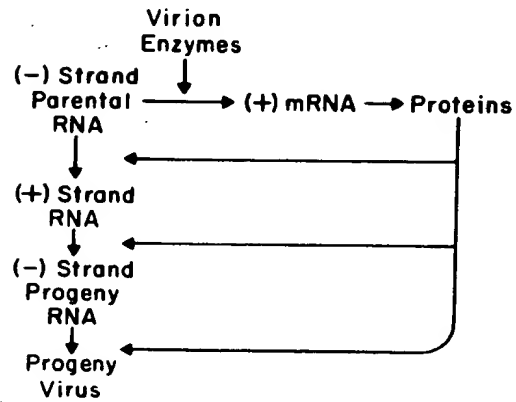 Virion
Enzymes
(-) Strand
Parental
RNA
(+) mRNA
Proteins
(+) Strand
RNA
(-) Strand
Progeny
RNA
Progeny
Virus